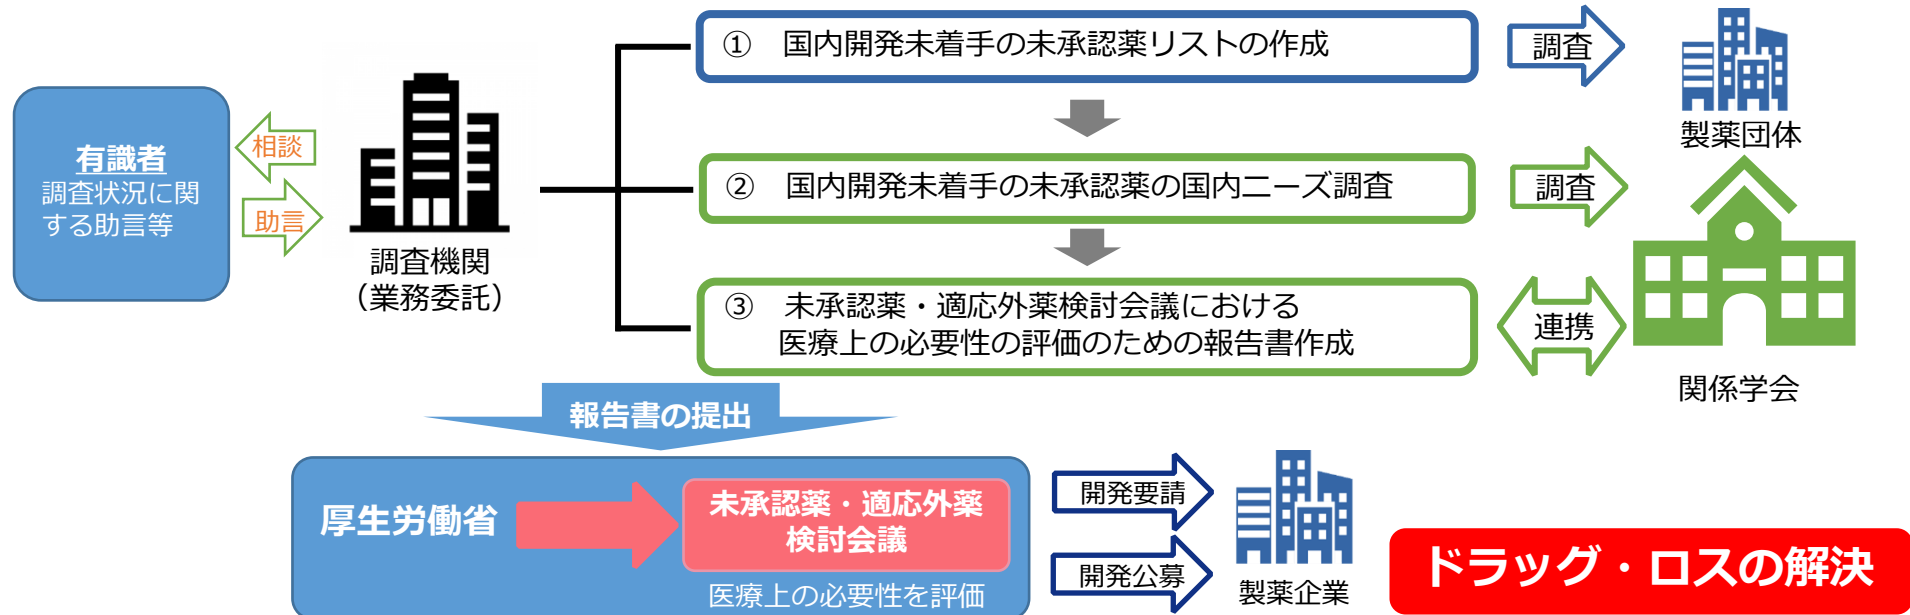 ① 国内開発未着手の未承認薬リストの作成
調査
製薬団体
有識者
調査状況に関
する助言等
相談
助言
調査機関
（業務委託）
② 国内開発未着手の未承認薬の国内ニーズ調査
調査
③ 未承認薬・適応外薬検討会議における
医療上の必要性の評価のための報告書作成
連携
関係学会
報告書の提出
厚生労働省
未承認薬・適応外薬
検討会議
医療上の必要性を評価
開発要請
開発公募
製薬企業
ドラッグ・ロスの解決